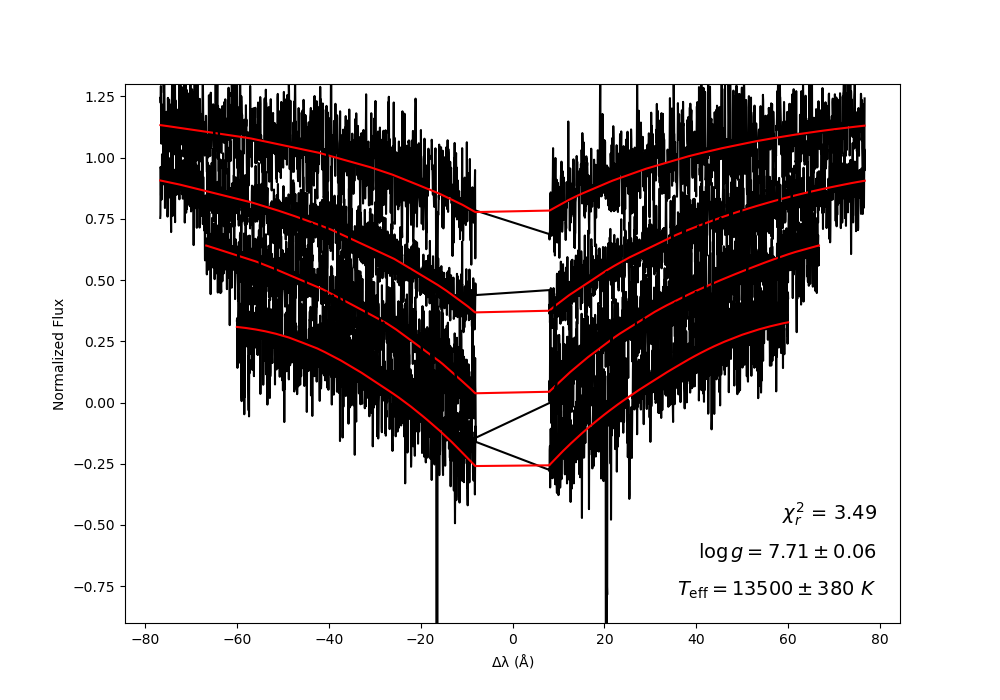 1.25
1.00
0.75
0.50
0.25
0.00
−0.25
−0.50
−0.75
Normalized Flux
χ²ᵣ = 3.49
log g = 7.71 ± 0.06
T_eff = 13500 ± 380 K
−80 −60 −40 −20 0 20 40 60 80
Δλ (Å)